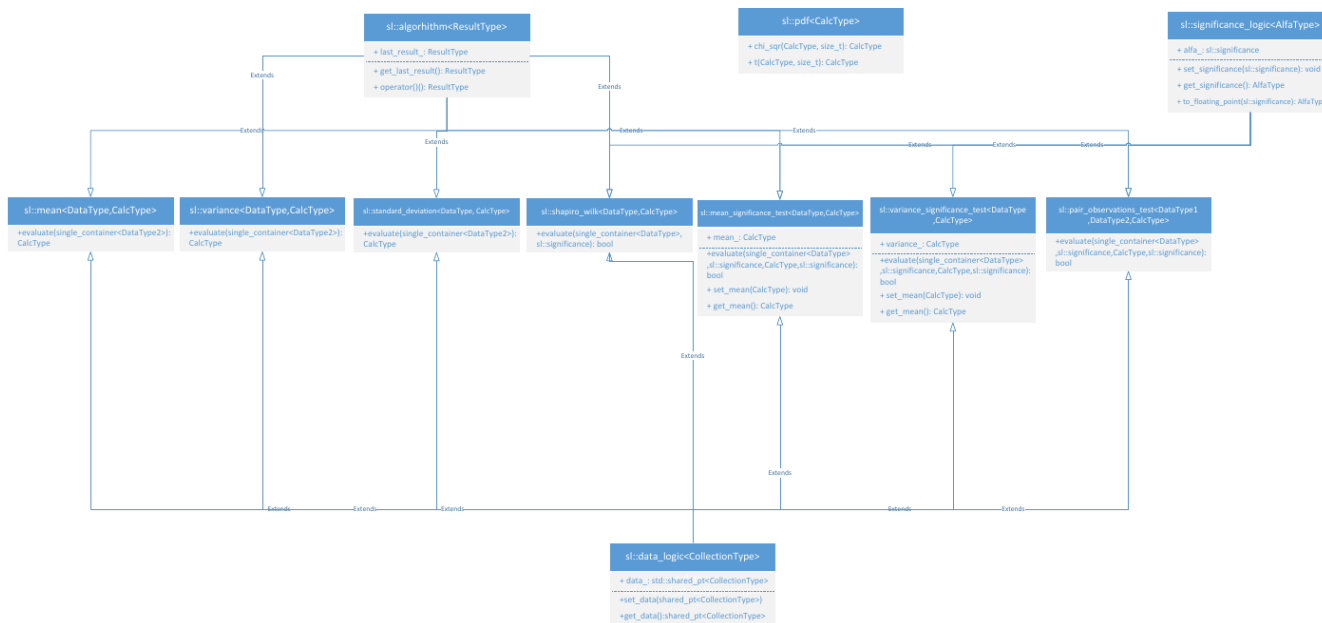 sl::algorhithm<ResultType>
+ last_result_: ResultType
+ get_last_result(): ResultType
+ operator()(): ResultType
sl::pdf<CalcType>
+ chi_sqr(CalcType, size_t): CalcType
+ t(CalcType, size_t): CalcType
sl::significance_logic<AlfaType>
+ alfa_: sl::significance
+ set_significance(sl::significance): void
+ get_significance(): AlfaType
+ to_floating_point(sl::significance): AlfaTyp
Extends
Extends
Extends
Extends
Extends
Extends
Extends
Extends
Extends
sl::mean<DataType,CalcType>
+evaluate(single_container<DataType2>):
CalcType
sl::variance<DataType,CalcType>
+evaluate(single_container<DataType2>):
CalcType
sl::standard_deviation<DataType, CalcType>
+evaluate(single_container<DataType2>):
CalcType
sl::shapiro_wilk<DataType,CalcType>
+evaluate(single_container<DataType>,
sl::significance): bool
sl::mean_significance_test<DataType,CalcType>
+ mean_: CalcType
+evaluate(single_container<DataType>
,sl::significance,CalcType,sl::significance):
bool
+ set_mean(CalcType): void
+ get_mean(): CalcType
sl::variance_significance_test<DataType
,CalcType>
+ variance_: CalcType
+evaluate(single_container<DataType>
,sl::significance,CalcType,sl::significance):
bool
+ set_mean(CalcType): void
+ get_mean(): CalcType
sl::pair_observations_test<DataType1
,DataType2,CalcType>
+evaluate(single_container<DataType>
,sl::significance,CalcType,sl::significance):
bool
Extends
Extends
Extends
Extends
Extends
Extends
Extends
sl::data_logic<CollectionType>
+ data_: std::shared_pt<CollectionType>
+set_data(shared_pt<CollectionType>)
+get_data():shared_pt<CollectionType>